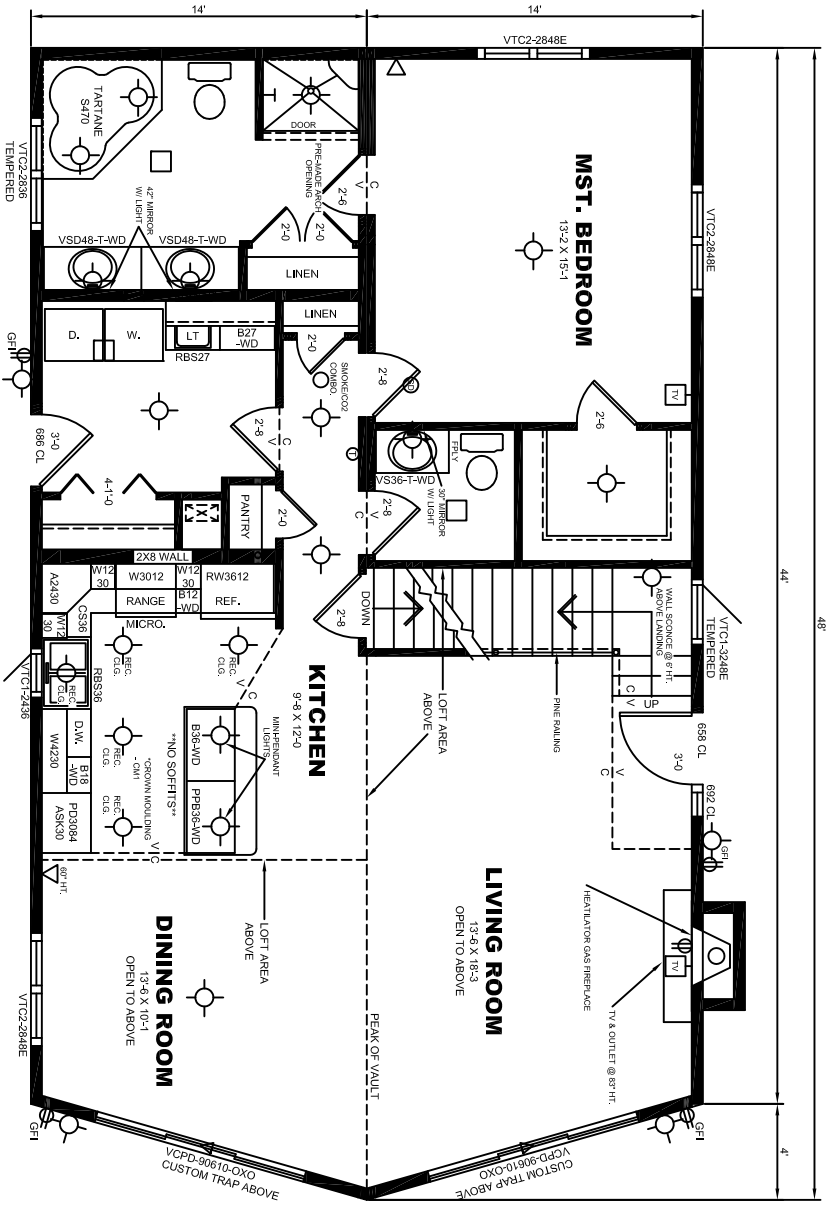 14'
14'
VTC2-2848E
44'
48'
4'
TARTANE
S470
DOOR
PRE-MADE ARCH
OPENING
2'-6
C
V
42" MIRROR
W/ LIGHT
VSD48-T-WD
VSD48-T-WD
2'-0
2'-0
LINEN
VTC2-2836
TEMPERED
MST. BEDROOM
13'-2 X 15'-1
VTC2-2848E
TV
2'-6
D.
W.
LT
RBS27
B27
-WD
LINEN
2'-0
SMOKE/CO2
COMBO.
2'-8
SD
T
GFI
3'-0
686 CL
2'-8
C
V
4'-1'-0
PANTRY
2'-0
FPLY
VS36-T-WD
30" MIRROR
W/ LIGHT
2'-8
C
V
2X8 WALL
A2430
W12
30
W3012
W12
30
RW3612
RANGE
B12
-WD
REF.
MICRO.
CS36
W12
30
REC.
CLG.
REC.
CLG.
REC.
CLG.
RBS36
VTC1-2436
D.W.
B18
-WD
W4230
PD3084
ASK30
REC.
CLG.
REC.
CLG.
*CROWN MOULDING
- CM1
**NO SOFFITS**
B36-WD
PPB36-WD
MINI-PENDANT
LIGHTS
V
C
V
C
KITCHEN
9'-8 X 12'-0
2'-8
DOWN
LOFT AREA
ABOVE
PINE RAILING
WALL SCONCE @ 6' HT.
ABOVE LANDING
VTC1-3248E
TEMPERED
C
V
UP
658 CL
3'-0
692 CL
V
C
GFI
60" HT.
LOFT AREA
ABOVE
DINING ROOM
13'-6 X 10'-1
OPEN TO ABOVE
VTC2-2848E
PEAK OF VAULT
LIVING ROOM
13'-6 X 18'-3
OPEN TO ABOVE
HEATILATOR GAS FIREPLACE
TV
TV & OUTLET @ 83" HT.
GFI
GFI
VCPD-90610-OXO
CUSTOM TRAP ABOVE
VCPD-90610-OXO
CUSTOM TRAP ABOVE